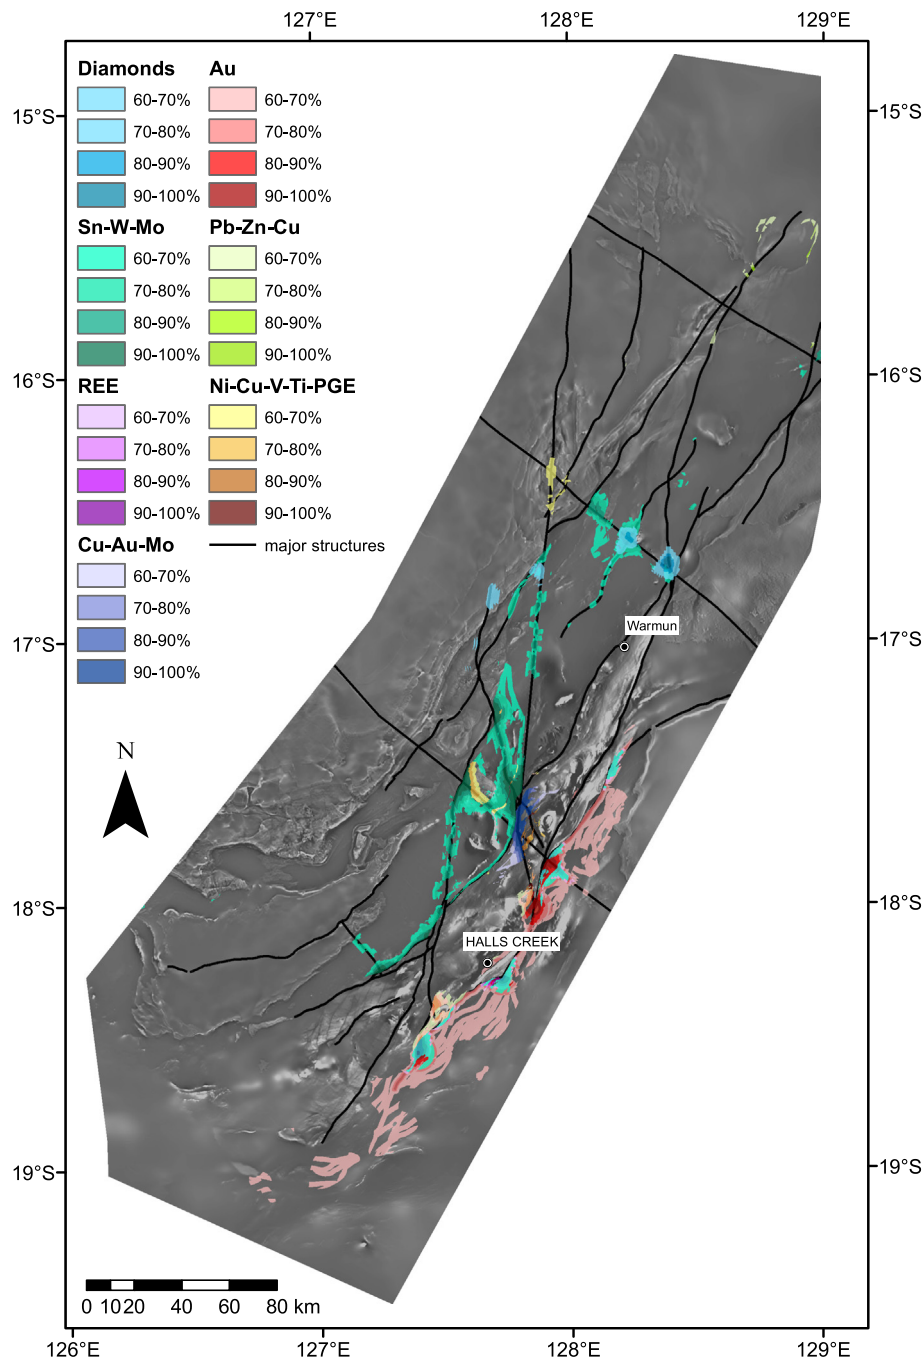 127°E 128°E 129°E
Diamonds Au
60-70% 60-70%
15°S 15°S
70-80% 70-80%
80-90% 80-90%
90-100% 90-100%
Sn-W-Mo Pb-Zn-Cu
60-70% 60-70%
70-80% 70-80%
80-90% 80-90%
90-100% 90-100%
16°S 16°S
REE Ni-Cu-V-Ti-PGE
60-70% 60-70%
70-80% 70-80%
80-90% 80-90%
90-100% 90-100%
Cu-Au-Mo major structures
60-70%
70-80%
Warmun
17°S 17°S
80-90%
90-100%
N
18°S 18°S
HALLS CREEK
19°S 19°S
0 10 20 40 60 80 km
126°E 127°E 128°E 129°E